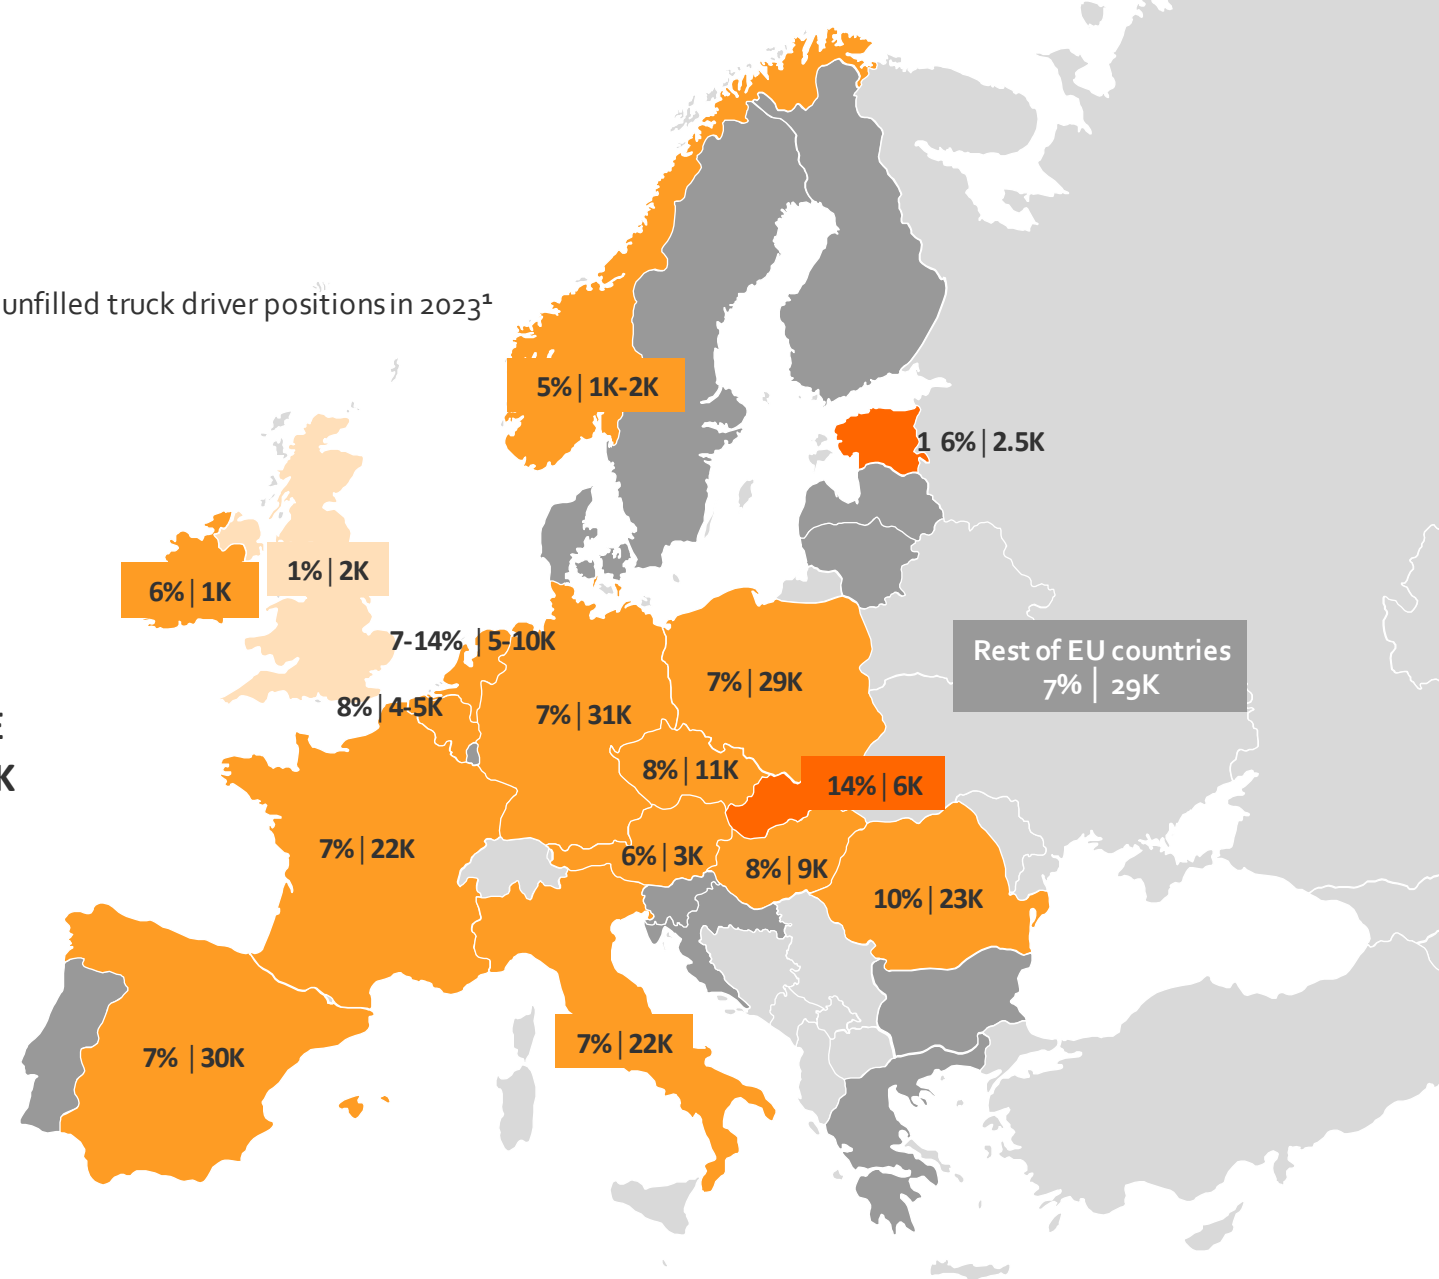 unfilled truck driver positions in 2023¹
5% | 1K-2K
1 6% | 2.5K
1% | 2K
6% | 1K
7-14% | 5-10K
Rest of EU countries
7% | 29K
7% | 29K
8% | 4-5K
7% | 31K
E
K
8% | 11K
14% | 6K
7% | 22K
6% | 3K
8% | 9K
10% | 23K
7% | 22K
7% | 30K